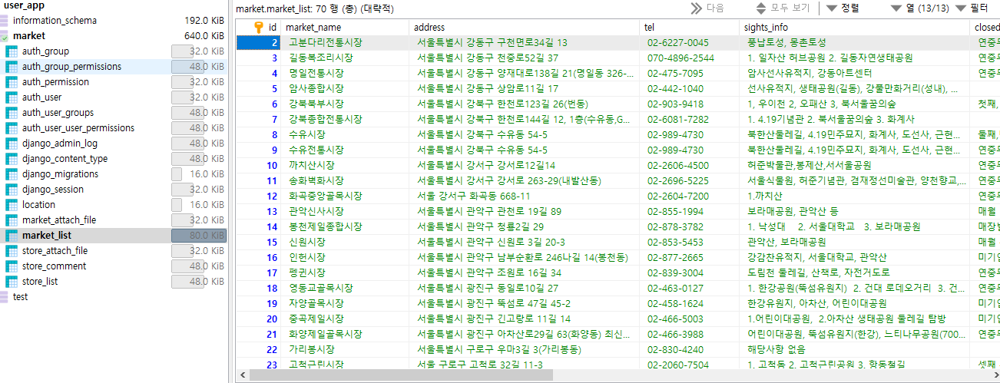 user_app
information_schema 192.0 KiB
market 640.0 KiB
auth_group 32.0 KiB
auth_group_permissions 48.0 KiB
auth_permission 32.0 KiB
auth_user 32.0 KiB
auth_user_groups 48.0 KiB
auth_user_user_permissions 48.0 KiB
django_admin_log 48.0 KiB
django_content_type 48.0 KiB
django_migrations 16.0 KiB
django_session 32.0 KiB
location 16.0 KiB
market_attach_file 32.0 KiB
market_list 80.0 KiB
store_attach_file 32.0 KiB
store_comment 48.0 KiB
store_list 48.0 KiB
test
market.market_list: 70 행 (총) (대략적) 다음 모두 보기 정렬 열 (13/13) 필터
id market_name address tel sights_info closed
2 고분다리전통시장 서울특별시 강동구 구천면로34길 13 02-6227-0045 풍납토성, 몽촌토성 연중무
3 길동복조리시장 서울특별시 강동구 천중로52길 37 070-4896-2544 1. 일자산 허브공원 2. 길동자연생태공원 연중무
4 명일전통시장 서울특별시 강동구 양재대로138길 21(명일동 326-... 02-475-7095 암사선사유적지, 강동아트센터 연중무
5 암사종합시장 서울특별시 강동구 상암로11길 17 02-442-1040 선사유적지, 생태공원(길동), 강풀만화거리(성내), ...
6 강북북부시장 서울특별시 강북구 한천로123길 26(번동) 02-903-9418 1, 우이천 2, 오패산 3, 북서울꿈의숲 첫째,
7 강북종합전통시장 서울특별시 강북구 한천로144길 12, 1층(수유동,G... 02-6081-7282 1. 4.19기념관 2. 북서울꿈의숲 3. 화계사
8 수유시장 서울특별시 강북구 수유동 54-5 02-989-4730 북한산둘레길, 4.19민주묘지, 화계사, 도선사, 근현... 둘째,
9 수유전통시장 서울특별시 강북구 수유동 54-5 02-989-4730 북한산둘레길, 4.19민주묘지, 화계사, 도선사, 근현... 연중무
10 까치산시장 서울특별시 강서구 강서로12길14 02-2606-4500 허준박물관,봉제산,서서울공원 연중무
11 송화벽화시장 서울특별시 강서구 강서로 263-29(내발산동) 02-2696-5225 서울식물원, 허준기념관, 겸재정선미술관, 양천향교,... 연중무
12 화곡중앙골목시장 서울 강서구 화곡동 668-11 02-2604-7200 1.까치산 연중무
13 관악신사시장 서울특별시 관악구 관천로 19길 89 02-855-1994 보라매공원, 관악산 등 매월
14 봉천제일종합시장 서울특별시 관악구 청룡2길 29 02-878-3782 1. 낙성대 2. 서울대학교 3. 보라매공원 매장별
15 신원시장 서울특별시 관악구 신원로 3길 20-3 02-853-5453 관악산, 보라매공원 매월
16 인헌시장 서울특별시 관악구 남부순환로 246나길 14(봉천동) 02-877-2665 강감찬유적지, 서울대학교, 관악산 미기입
17 펭귄시장 서울특별시 관악구 조원로 16길 34 02-839-3004 도림천 둘레길, 산책로, 자전거도로 연중무
18 영동교골목시장 서울특별시 광진구 동일로10길 27 02-463-0127 1. 한강공원(뚝섬유원지) 2. 건대 로데오거리 3. 건... 연중무
19 자양골목시장 서울특별시 광진구 뚝섬로 47길 45-2 02-458-1624 한강유원지, 아차산, 어린이대공원 미기입
20 중곡제일시장 서울특별시 광진구 긴고랑로 11길 14 02-466-5003 1.어린이대공원, 2.아차산 생태공원 둘레길 탐방 미기입
21 화양제일골목시장 서울특별시 광진구 아차산로29길 63(화양동) 최신... 02-466-3988 어린이대공원, 뚝섬유원지(한강), 느티나무공원(700... 연중무
22 가리봉시장 서울특별시 구로구 우마3길 3(가리봉동) 02-830-4240 해당사항 없음
23 고척근린시장 서울 구로구 고척로 32길 11-3 02-2060-7504 1. 고척돔 2. 고척근린공원 3. 항동철길 셋째